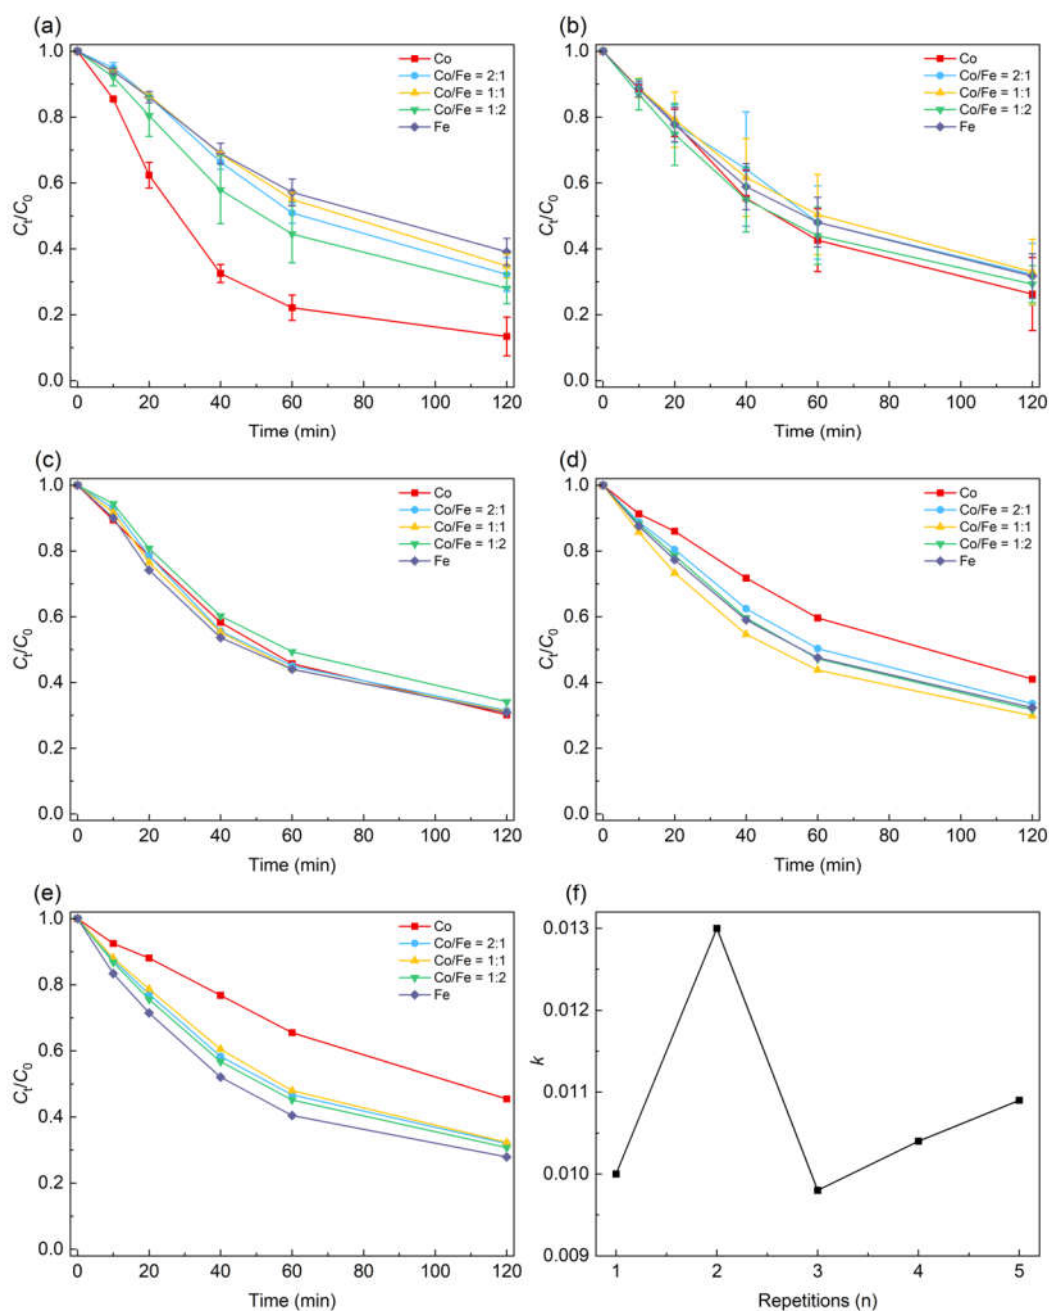 (a)
1.0
0.8
0.6
0.4
0.2
0.0
Ct/C0
0 20 40 60 80 100 120
Time (min)
Co
Co/Fe = 2:1
Co/Fe = 1:1
Co/Fe = 1:2
Fe
(b)
1.0
0.8
0.6
0.4
0.2
0.0
Ct/C0
0 20 40 60 80 100 120
Time (min)
Co
Co/Fe = 2:1
Co/Fe = 1:1
Co/Fe = 1:2
Fe
(c)
1.0
0.8
0.6
0.4
0.2
0.0
Ct/C0
0 20 40 60 80 100 120
Time (min)
Co
Co/Fe = 2:1
Co/Fe = 1:1
Co/Fe = 1:2
Fe
(d)
1.0
0.8
0.6
0.4
0.2
0.0
Ct/C0
0 20 40 60 80 100 120
Time (min)
Co
Co/Fe = 2:1
Co/Fe = 1:1
Co/Fe = 1:2
Fe
(e)
1.0
0.8
0.6
0.4
0.2
0.0
Ct/C0
0 20 40 60 80 100 120
Time (min)
Co
Co/Fe = 2:1
Co/Fe = 1:1
Co/Fe = 1:2
Fe
(f)
0.013
0.012
0.011
0.010
0.009
k
1 2 3 4 5
Repetitions (n)